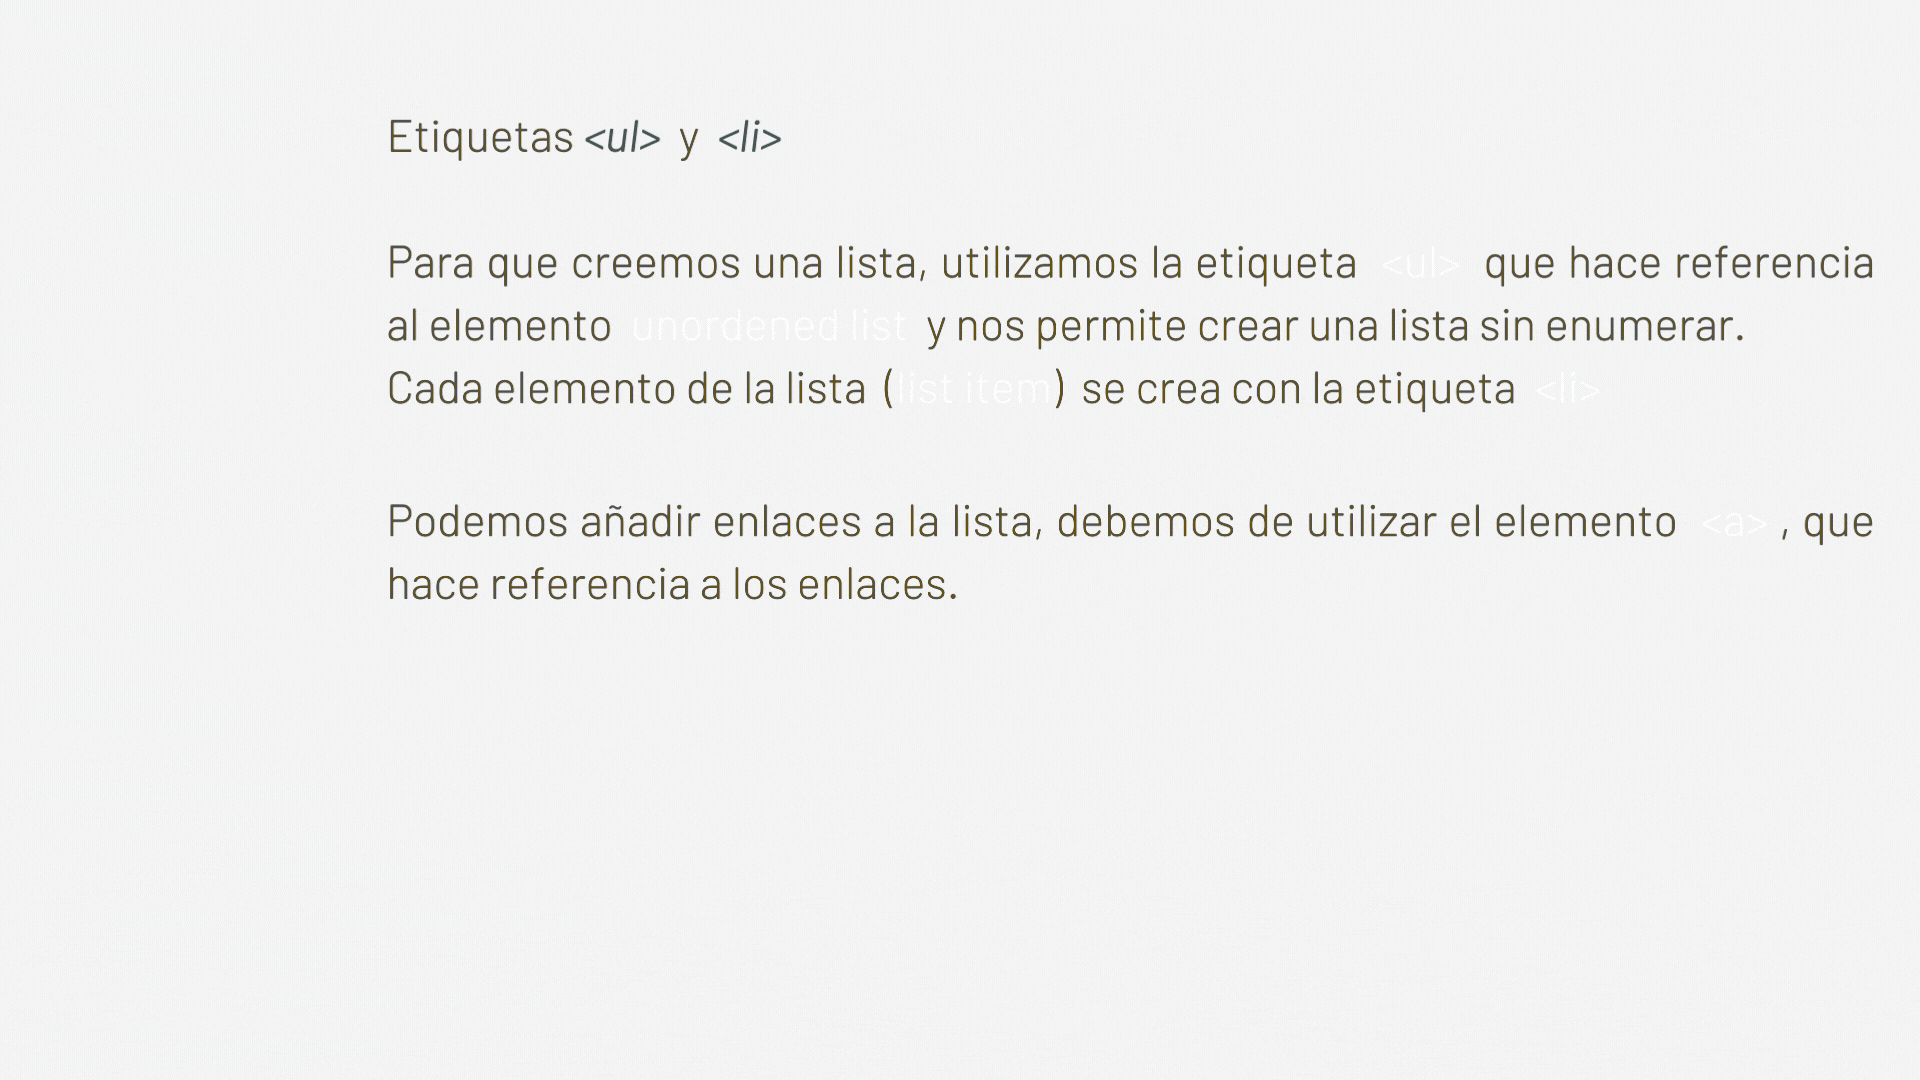 Etiquetas <ul> y <li>
Para que creemos una lista, utilizamos la etiqueta <ul> que hace referencia
al elemento unordened list y nos permite crear una lista sin enumerar.
Cada elemento de la lista (list item) se crea con la etiqueta <li>
Podemos añadir enlaces a la lista, debemos de utilizar el elemento <a> , que
hace referencia a los enlaces.